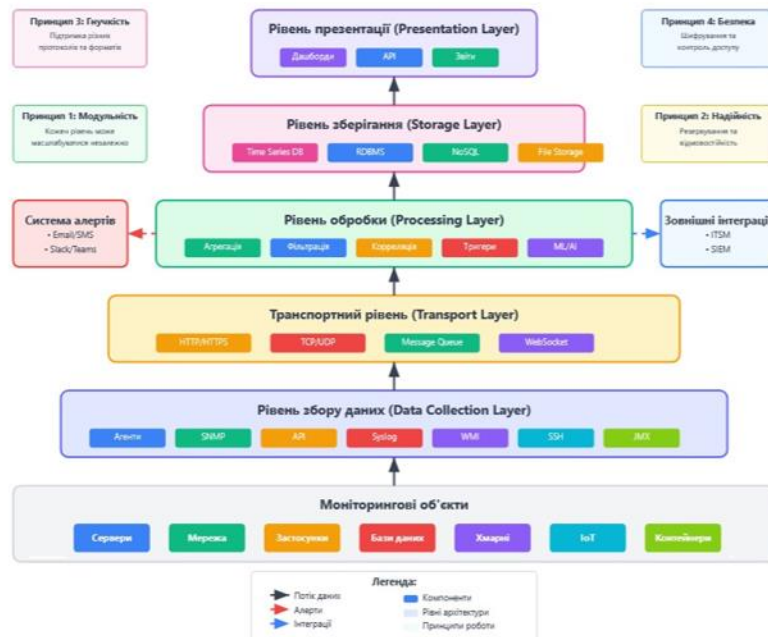 Принцип 3: Гнучкість
Підтримка різних
протоколів та форматів
Рівень презентації (Presentation Layer)
Дашборди
API
Звіти
Принцип 4: Безпека
Шифрування та
контроль доступу
Принцип 1: Модульність
Кожен рівень може
масштабуватися незалежно
Рівень зберігання (Storage Layer)
Time Series DB
RDBMS
NoSQL
File Storage
Принцип 2: Надійність
Резервування та
відмовостійкість
Система алертів
• Email/SMS
• Slack/Teams
Рівень обробки (Processing Layer)
Агрегація
Фільтрація
Корреляція
Тригери
ML/AI
Зовнішні інтеграції
• ITSM
• SIEM
Транспортний рівень (Transport Layer)
HTTP/HTTPS
TCP/UDP
Message Queue
WebSocket
Рівень збору даних (Data Collection Layer)
Агенти
SNMP
API
Syslog
WMI
SSH
JMX
Моніторингові об'єкти
Сервери
Мережа
Застосунки
Бази даних
Хмарні
IoT
Контейнери
Легенда:
Потік даних
Алерти
Інтеграції
Компоненти
Рівні архітектури
Принципи роботи